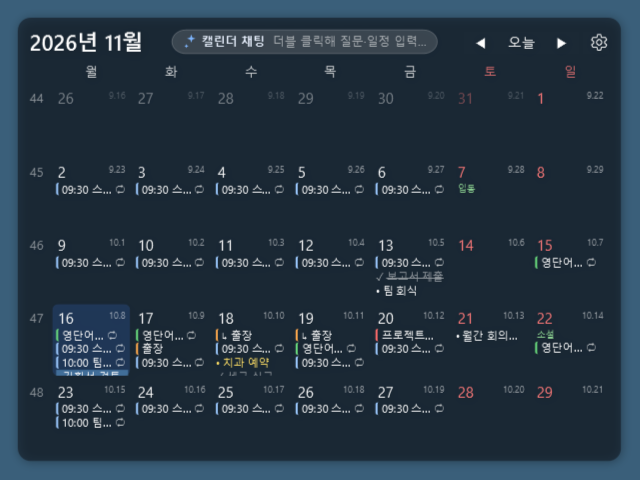 2026년 11월 캘린더 채팅 더블 클릭해 질문·일정 입력... ◀ 오늘 ▶
월 화 수 목 금 토 일
44 26 9.16 27 9.17 28 9.18 29 9.19 30 9.20 31 9.21 1 9.22
45 2 9.23 3 9.24 4 9.25 5 9.26 6 9.27 7 9.28 8 9.29
09:30 스... 09:30 스... 09:30 스... 09:30 스... 09:30 스... 입동
46 9 10.1 10 10.2 11 10.3 12 10.4 13 10.5 14 10.6 15 10.7
09:30 스... 09:30 스... 09:30 스... 09:30 스... 09:30 스... 영단어...
✓ 보고서 제출
• 팀 회식
47 16 10.8 17 10.9 18 10.10 19 10.11 20 10.12 21 10.13 22 10.14
영단어... 영단어... ↳ 출장 ↳ 출장 프로젝트... • 월간 회의... 소설
09:30 스... 출장 09:30 스... 영단어... 09:30 스... 영단어...
10:00 팀... 09:30 스... • 치과 예약 09:30 스...
48 23 10.15 24 10.16 25 10.17 26 10.18 27 10.19 28 10.20 29 10.21
09:30 스... 09:30 스... 09:30 스... 09:30 스... 09:30 스...
10:00 팀...